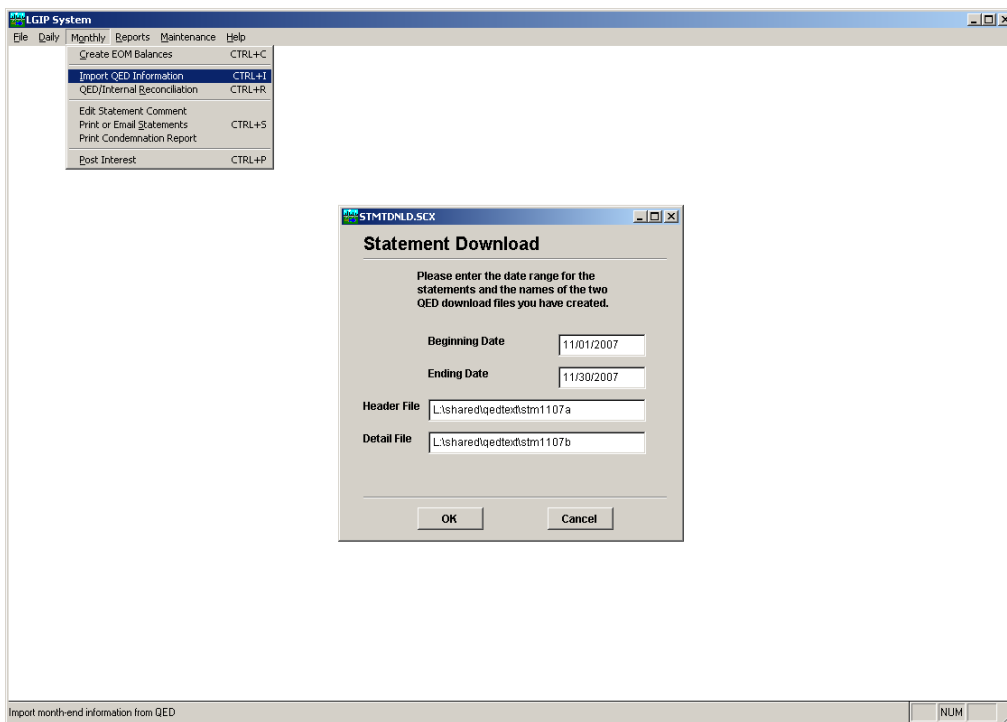 LGIP System
File Daily Monthly Reports Maintenance Help
Create EOM Balances CTRL+C
Import QED Information CTRL+I
QED/Internal Reconciliation CTRL+R
Edit Statement Comment
Print or Email Statements CTRL+S
Print Condemnation Report
Post Interest CTRL+P
STMTDNLD.SCX
Statement Download
Please enter the date range for the
statements and the names of the two
QED download files you have created.
Beginning Date 11/01/2007
Ending Date 11/30/2007
Header File L:\shared\qedtext\stm1107a
Detail File L:\shared\qedtext\stm1107b
OK Cancel
Import month-end information from QED NUM